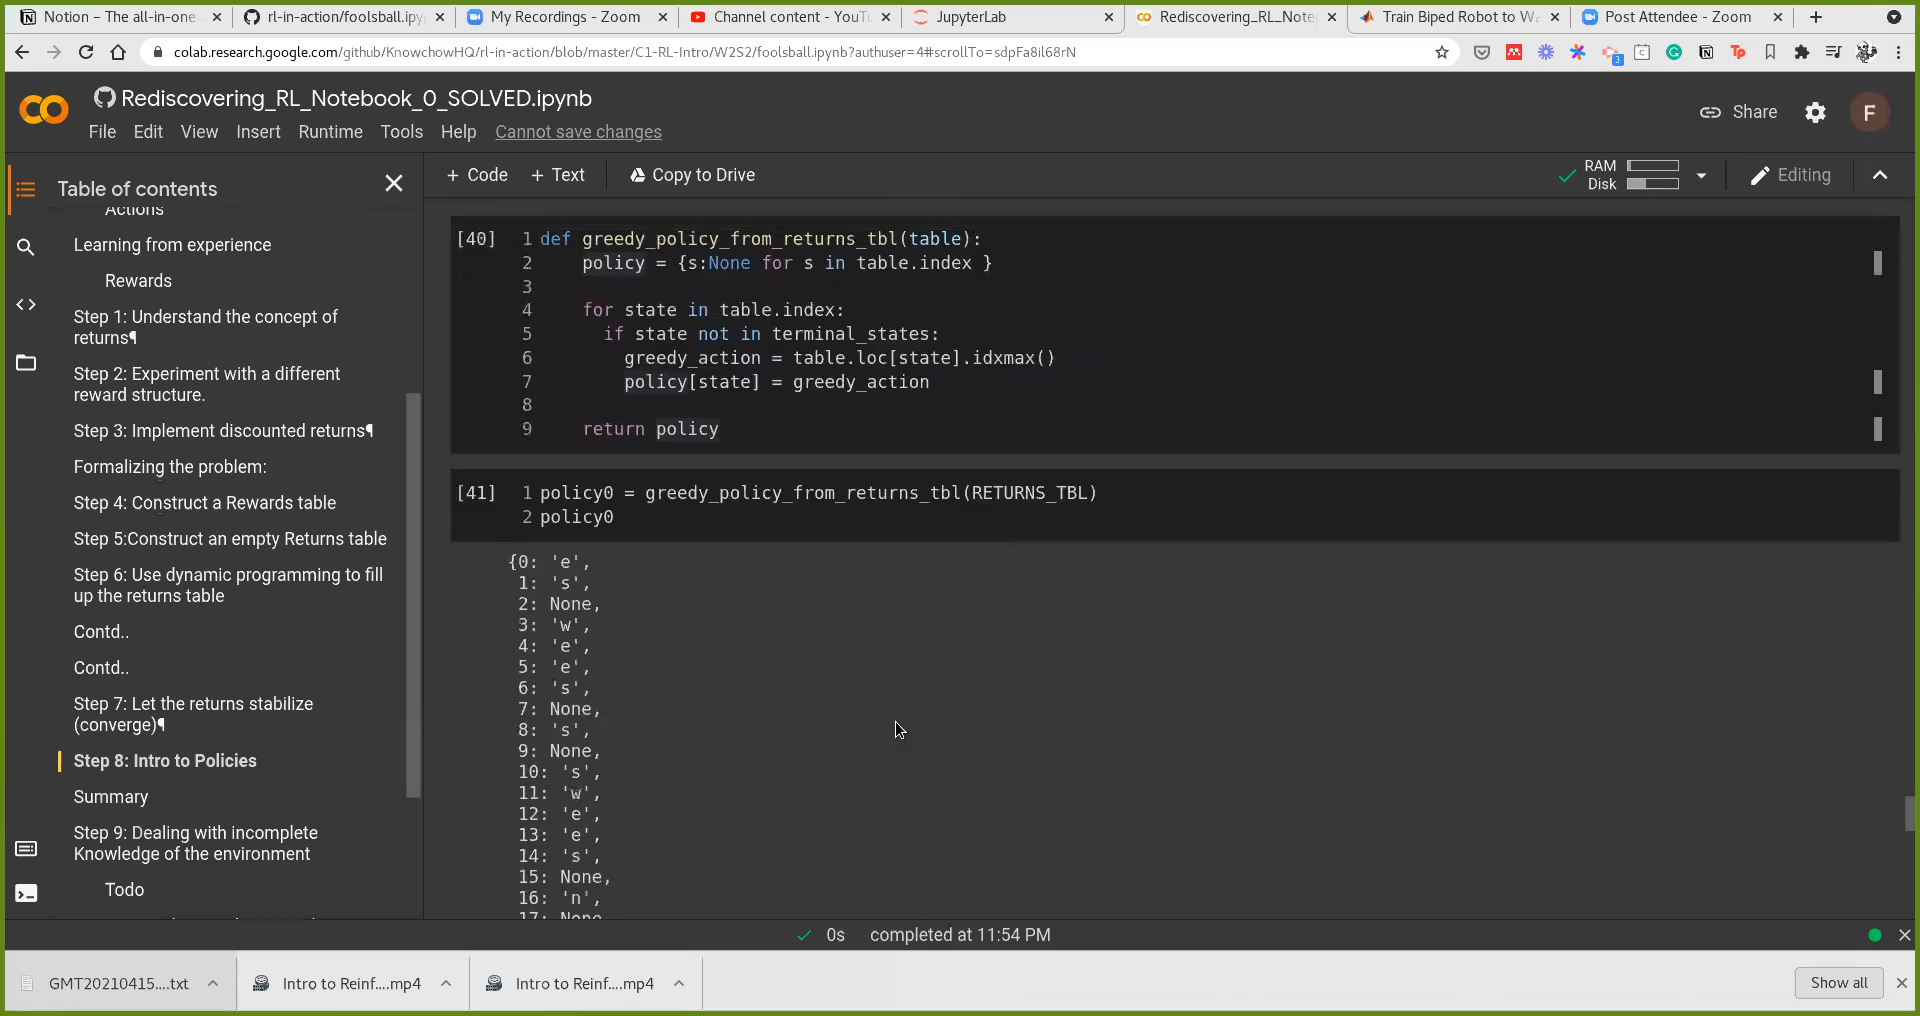 Notion – The all-in-one
rl-in-action/foolsball.ipy
My Recordings - Zoom
Channel content - YouTu
JupyterLab
Rediscovering_RL_Note
Train Biped Robot to Wa
Post Attendee - Zoom
colab.research.google.com/github/KnowchowHQ/rl-in-action/blob/master/C1-RL-Intro/W2S2/foolsball.ipynb?authuser=4#scrollTo=sdpFa8il68rN
3
Rediscovering_RL_Notebook_0_SOLVED.ipynb
Share
F
File Edit View Insert Runtime Tools Help Cannot save changes
Table of contents
+ Code + Text Copy to Drive
RAM
Disk
Editing
Actions
Learning from experience
Rewards
Step 1: Understand the concept of
returns¶
Step 2: Experiment with a different
reward structure.
Step 3: Implement discounted returns¶
Formalizing the problem:
Step 4: Construct a Rewards table
Step 5:Construct an empty Returns table
Step 6: Use dynamic programming to fill
up the returns table
Contd..
Contd..
Step 7: Let the returns stabilize
(converge)¶
Step 8: Intro to Policies
Summary
Step 9: Dealing with incomplete
Knowledge of the environment
Todo
[40] 1 def greedy_policy_from_returns_tbl(table):
2 policy = {s:None for s in table.index }
3
4 for state in table.index:
5 if state not in terminal_states:
6 greedy_action = table.loc[state].idxmax()
7 policy[state] = greedy_action
8
9 return policy
[41] 1 policy0 = greedy_policy_from_returns_tbl(RETURNS_TBL)
2 policy0
{0: 'e',
1: 's',
2: None,
3: 'w',
4: 'e',
5: 'e',
6: 's',
7: None,
8: 's',
9: None,
10: 's',
11: 'w',
12: 'e',
13: 'e',
14: 's',
15: None,
16: 'n',
17: None
0s completed at 11:54 PM
GMT20210415....txt
Intro to Reinf....mp4
Intro to Reinf....mp4
Show all